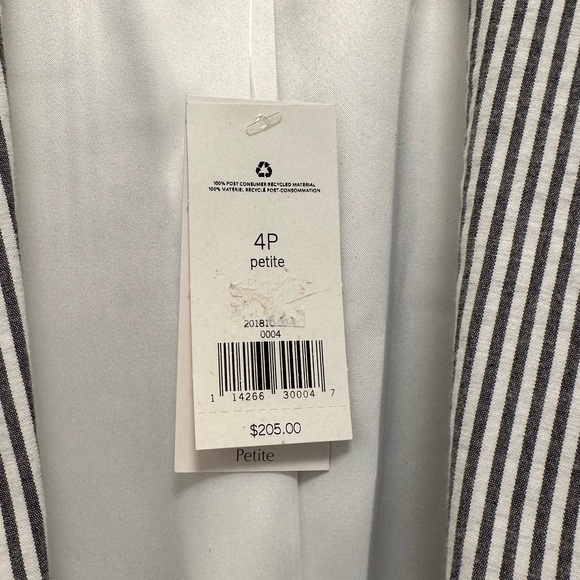 100% POST CONSUMER RECYCLED MATERIAL
100% MATÉRIEL RECYCLÉ POST-CONSOMMATION
4P
petite
0004
1 14266 30004 7
$205.00
Petite